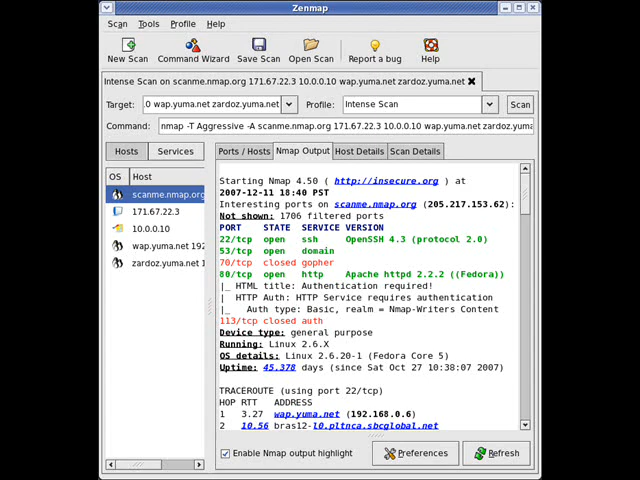 Zenmap
Scan Tools Profile Help
New Scan Command Wizard Save Scan Open Scan Report a bug Help
Intense Scan on scanme.nmap.org 171.67.22.3 10.0.0.10 wap.yuma.net zardoz.yuma.net
Target: .0 wap.yuma.net zardoz.yuma.net Profile: Intense Scan Scan
Command: nmap -T Aggressive -A scanme.nmap.org 171.67.22.3 10.0.0.10 wap.yuma.net zardoz.yuma
Hosts Services
OS Host
scanme.nmap.org
171.67.22.3
10.0.0.10
wap.yuma.net 192
zardoz.yuma.net 1
Ports / Hosts Nmap Output Host Details Scan Details
Starting Nmap 4.50 ( http://insecure.org ) at
2007-12-11 18:40 PST
Interesting ports on scanme.nmap.org (205.217.153.62):
Not shown: 1706 filtered ports
PORT STATE SERVICE VERSION
22/tcp open ssh OpenSSH 4.3 (protocol 2.0)
53/tcp open domain
70/tcp closed gopher
80/tcp open http Apache httpd 2.2.2 ((Fedora))
|_ HTML title: Authentication required!
| HTTP Auth: HTTP Service requires authentication
|_ Auth type: Basic, realm = Nmap-Writers Content
113/tcp closed auth
Device type: general purpose
Running: Linux 2.6.X
OS details: Linux 2.6.20-1 (Fedora Core 5)
Uptime: 45.378 days (since Sat Oct 27 10:38:07 2007)
TRACEROUTE (using port 22/tcp)
HOP RTT ADDRESS
1 3.27 wap.yuma.net (192.168.0.6)
2 10.56 bras12-l0.pltnca.sbcglobal.net
Enable Nmap output highlight Preferences Refresh